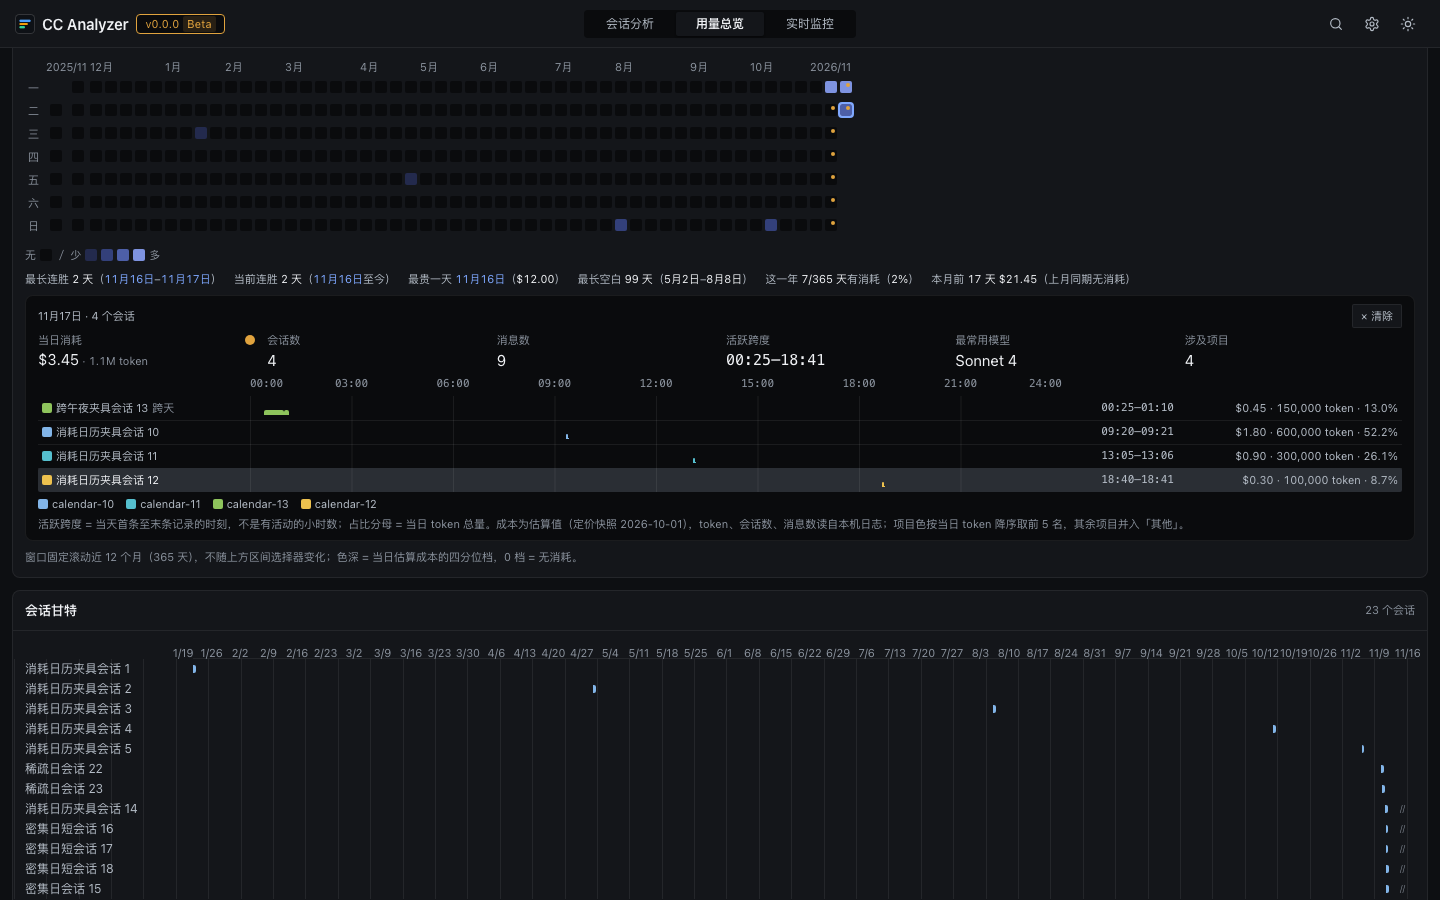 CC Analyzer v0.0.0 Beta 会话分析 用量总览 实时监控
2025/11 12月 1月 2月 3月 4月 5月 6月 7月 8月 9月 10月 2026/11
一
二
三
四
五
六
日
无 / 少 多
最长连胜 2 天（11月16日–11月17日） 当前连胜 2 天（11月16日至今） 最贵一天 11月16日（$12.00） 最长空白 99 天（5月2日–8月8日） 这一年 7/365 天有消耗（2%） 本月前 17 天 $21.45（上月同期无消耗）
11月17日 · 4 个会话 × 清除
当日消耗 会话数 消息数 活跃跨度 最常用模型 涉及项目
$3.45 · 1.1M token 4 9 00:25–18:41 Sonnet 4 4
00:00 03:00 06:00 09:00 12:00 15:00 18:00 21:00 24:00
跨午夜夹具会话 13 跨天 00:25–01:10 $0.45 · 150,000 token · 13.0%
消耗日历夹具会话 10 09:20–09:21 $1.80 · 600,000 token · 52.2%
消耗日历夹具会话 11 13:05–13:06 $0.90 · 300,000 token · 26.1%
消耗日历夹具会话 12 18:40–18:41 $0.30 · 100,000 token · 8.7%
calendar-10 calendar-11 calendar-13 calendar-12
活跃跨度 = 当天首条至末条记录的时刻，不是有活动的小时数；占比分母 = 当日 token 总量。成本为估算值（定价快照 2026-10-01），token、会话数、消息数读自本机日志；项目色按当日 token 降序取前 5 名，其余项目并入「其他」。
窗口固定滚动近 12 个月（365 天），不随上方区间选择器变化；色深 = 当日估算成本的四分位档，0 档 = 无消耗。
会话甘特 23 个会话
1/19 1/26 2/2 2/9 2/16 2/23 3/2 3/9 3/16 3/23 3/30 4/6 4/13 4/20 4/27 5/4 5/11 5/18 5/25 6/1 6/8 6/15 6/22 6/29 7/6 7/13 7/20 7/27 8/3 8/10 8/17 8/24 8/31 9/7 9/14 9/21 9/28 10/5 10/12 10/19 10/26 11/2 11/9 11/16
消耗日历夹具会话 1
消耗日历夹具会话 2
消耗日历夹具会话 3
消耗日历夹具会话 4
消耗日历夹具会话 5
稀疏日会话 22
稀疏日会话 23
消耗日历夹具会话 14 //
密集日短会话 16 //
密集日短会话 17 //
密集日短会话 18 //
密集日会话 15 //